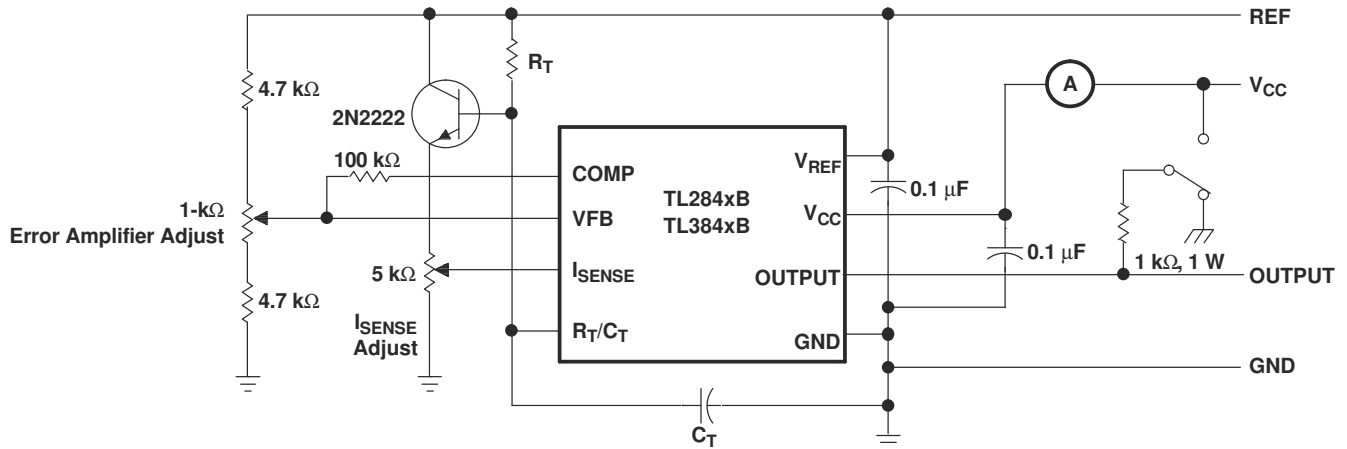 REF
R_T
4.7 kΩ
A
V_CC
2N2222
100 kΩ
COMP
V_REF
TL284xB
TL384xB
0.1 μF
1-kΩ
Error Amplifier Adjust
VFB
V_CC
5 kΩ
I_SENSE
0.1 μF
1 kΩ, 1 W
OUTPUT
OUTPUT
4.7 kΩ
I_SENSE
Adjust
R_T/C_T
GND
GND
C_T